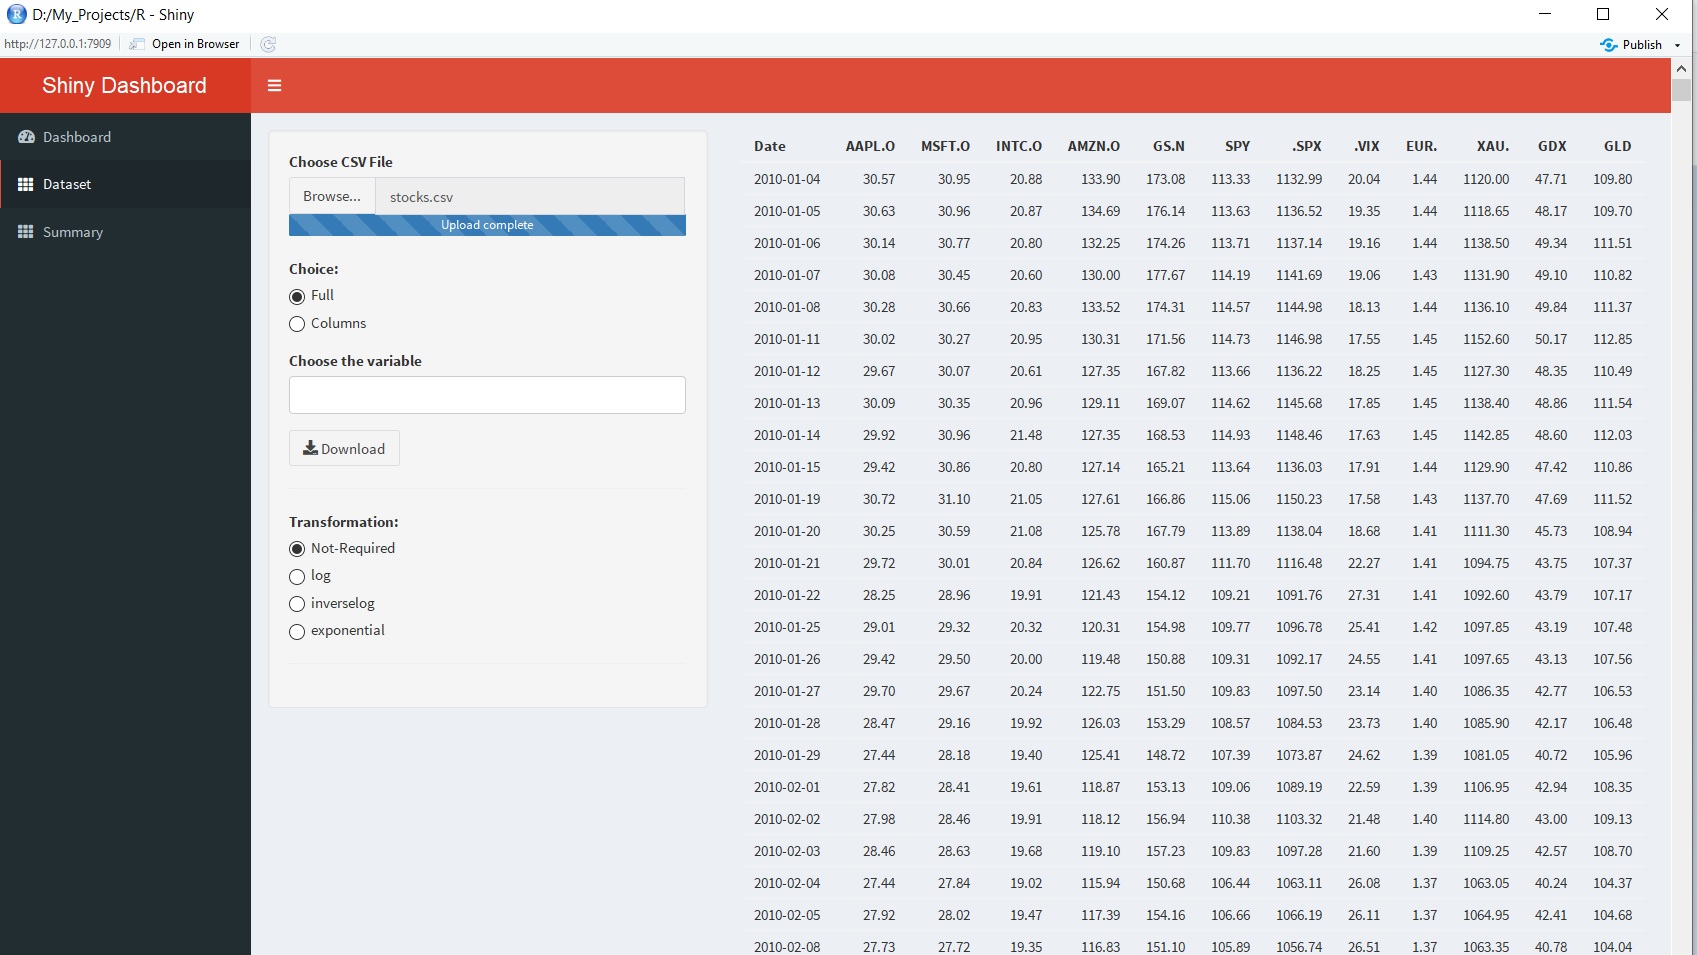 D:/My_Projects/R - Shiny
http://127.0.0.1:7909 Open in Browser Publish
Shiny Dashboard
Dashboard
Dataset
Summary
Choose CSV File
Browse... stocks.csv
Upload complete
Choice:
Full
Columns
Choose the variable
Download
Transformation:
Not-Required
log
inverselog
exponential
Date AAPL.O MSFT.O INTC.O AMZN.O GS.N SPY .SPX .VIX EUR. XAU. GDX GLD
2010-01-04 30.57 30.95 20.88 133.90 173.08 113.33 1132.99 20.04 1.44 1120.00 47.71 109.80
2010-01-05 30.63 30.96 20.87 134.69 176.14 113.63 1136.52 19.35 1.44 1118.65 48.17 109.70
2010-01-06 30.14 30.77 20.80 132.25 174.26 113.71 1137.14 19.16 1.44 1138.50 49.34 111.51
2010-01-07 30.08 30.45 20.60 130.00 177.67 114.19 1141.69 19.06 1.43 1131.90 49.10 110.82
2010-01-08 30.28 30.66 20.83 133.52 174.31 114.57 1144.98 18.13 1.44 1136.10 49.84 111.37
2010-01-11 30.02 30.27 20.95 130.31 171.56 114.73 1146.98 17.55 1.45 1152.60 50.17 112.85
2010-01-12 29.67 30.07 20.61 127.35 167.82 113.66 1136.22 18.25 1.45 1127.30 48.35 110.49
2010-01-13 30.09 30.35 20.96 129.11 169.07 114.62 1145.68 17.85 1.45 1138.40 48.86 111.54
2010-01-14 29.92 30.96 21.48 127.35 168.53 114.93 1148.46 17.63 1.45 1142.85 48.60 112.03
2010-01-15 29.42 30.86 20.80 127.14 165.21 113.64 1136.03 17.91 1.44 1129.90 47.42 110.86
2010-01-19 30.72 31.10 21.05 127.61 166.86 115.06 1150.23 17.58 1.43 1137.70 47.69 111.52
2010-01-20 30.25 30.59 21.08 125.78 167.79 113.89 1138.04 18.68 1.41 1111.30 45.73 108.94
2010-01-21 29.72 30.01 20.84 126.62 160.87 111.70 1116.48 22.27 1.41 1094.75 43.75 107.37
2010-01-22 28.25 28.96 19.91 121.43 154.12 109.21 1091.76 27.31 1.41 1092.60 43.79 107.17
2010-01-25 29.01 29.32 20.32 120.31 154.98 109.77 1096.78 25.41 1.42 1097.85 43.19 107.48
2010-01-26 29.42 29.50 20.00 119.48 150.88 109.31 1092.17 24.55 1.41 1097.65 43.13 107.56
2010-01-27 29.70 29.67 20.24 122.75 151.50 109.83 1097.50 23.14 1.40 1086.35 42.77 106.53
2010-01-28 28.47 29.16 19.92 126.03 153.29 108.57 1084.53 23.73 1.40 1085.90 42.17 106.48
2010-01-29 27.44 28.18 19.40 125.41 148.72 107.39 1073.87 24.62 1.39 1081.05 40.72 105.96
2010-02-01 27.82 28.41 19.61 118.87 153.13 109.06 1089.19 22.59 1.39 1106.95 42.94 108.35
2010-02-02 27.98 28.46 19.91 118.12 156.94 110.38 1103.32 21.48 1.40 1114.80 43.00 109.13
2010-02-03 28.46 28.63 19.68 119.10 157.23 109.83 1097.28 21.60 1.39 1109.25 42.57 108.70
2010-02-04 27.44 27.84 19.02 115.94 150.68 106.44 1063.11 26.08 1.37 1063.05 40.24 104.37
2010-02-05 27.92 28.02 19.47 117.39 154.16 106.66 1066.19 26.11 1.37 1064.95 42.41 104.68
2010-02-08 27.73 27.72 19.35 116.83 151.10 105.89 1056.74 26.51 1.37 1063.35 40.78 104.04